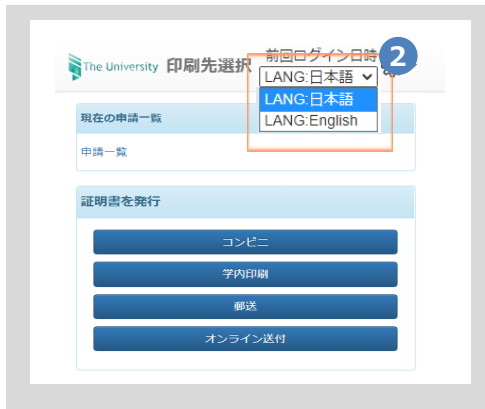 The University 印刷先選択 前回ログイン日時
2
LANG:日本語
LANG:日本語
LANG:English
現在の申請一覧
申請一覧
証明書を発行
コンビニ
学内印刷
郵送
オンライン送付